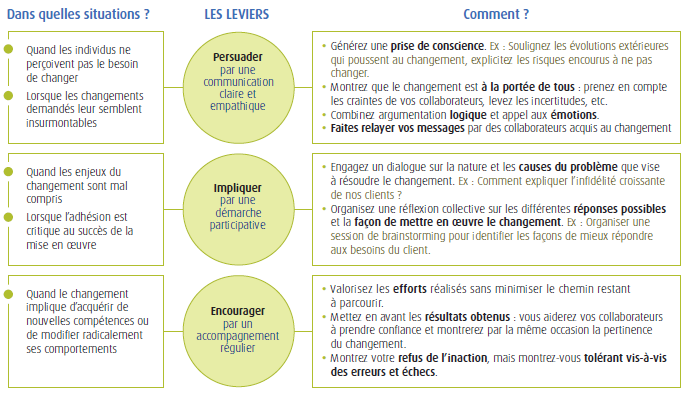 Dans quelles situations ?
LES LEVIERS
Comment ?
Quand les individus ne
perçoivent pas le besoin
de changer
Lorsque les changements
demandés leur semblent
insurmontables
Persuader
par une
communication
claire et
empathique
• Générez une prise de conscience. Ex : Soulignez les évolutions extérieures
qui poussent au changement, explicitez les risques encourus à ne pas
changer.
• Montrez que le changement est à la portée de tous : prenez en compte
les craintes de vos collaborateurs, levez les incertitudes, etc.
• Combinez argumentation logique et appel aux émotions.
• Faites relayer vos messages par des collaborateurs acquis au changement
Quand les enjeux du
changement sont mal
compris
Lorsque l'adhésion est
critique au succès de la
mise en œuvre
Impliquer
par une
démarche
participative
• Engagez un dialogue sur la nature et les causes du problème que vise
à résoudre le changement. Ex : Comment expliquer l'infidélité croissante
de nos clients ?
• Organisez une réflexion collective sur les différentes réponses possibles
et la façon de mettre en œuvre le changement. Ex : Organiser une
session de brainstorming pour identifier les façons de mieux répondre
aux besoins du client.
Quand le changement
implique d'acquérir de
nouvelles compétences ou
de modifier radicalement
ses comportements
Encourager
par un
accompagnement
régulier
• Valorisez les efforts réalisés sans minimiser le chemin restant
à parcourir.
• Mettez en avant les résultats obtenus : vous aiderez vos collaborateurs
à prendre confiance et montrerez par la même occasion la pertinence
du changement.
• Montrez votre refus de l'inaction, mais montrez-vous tolérant vis-à-vis
des erreurs et échecs.